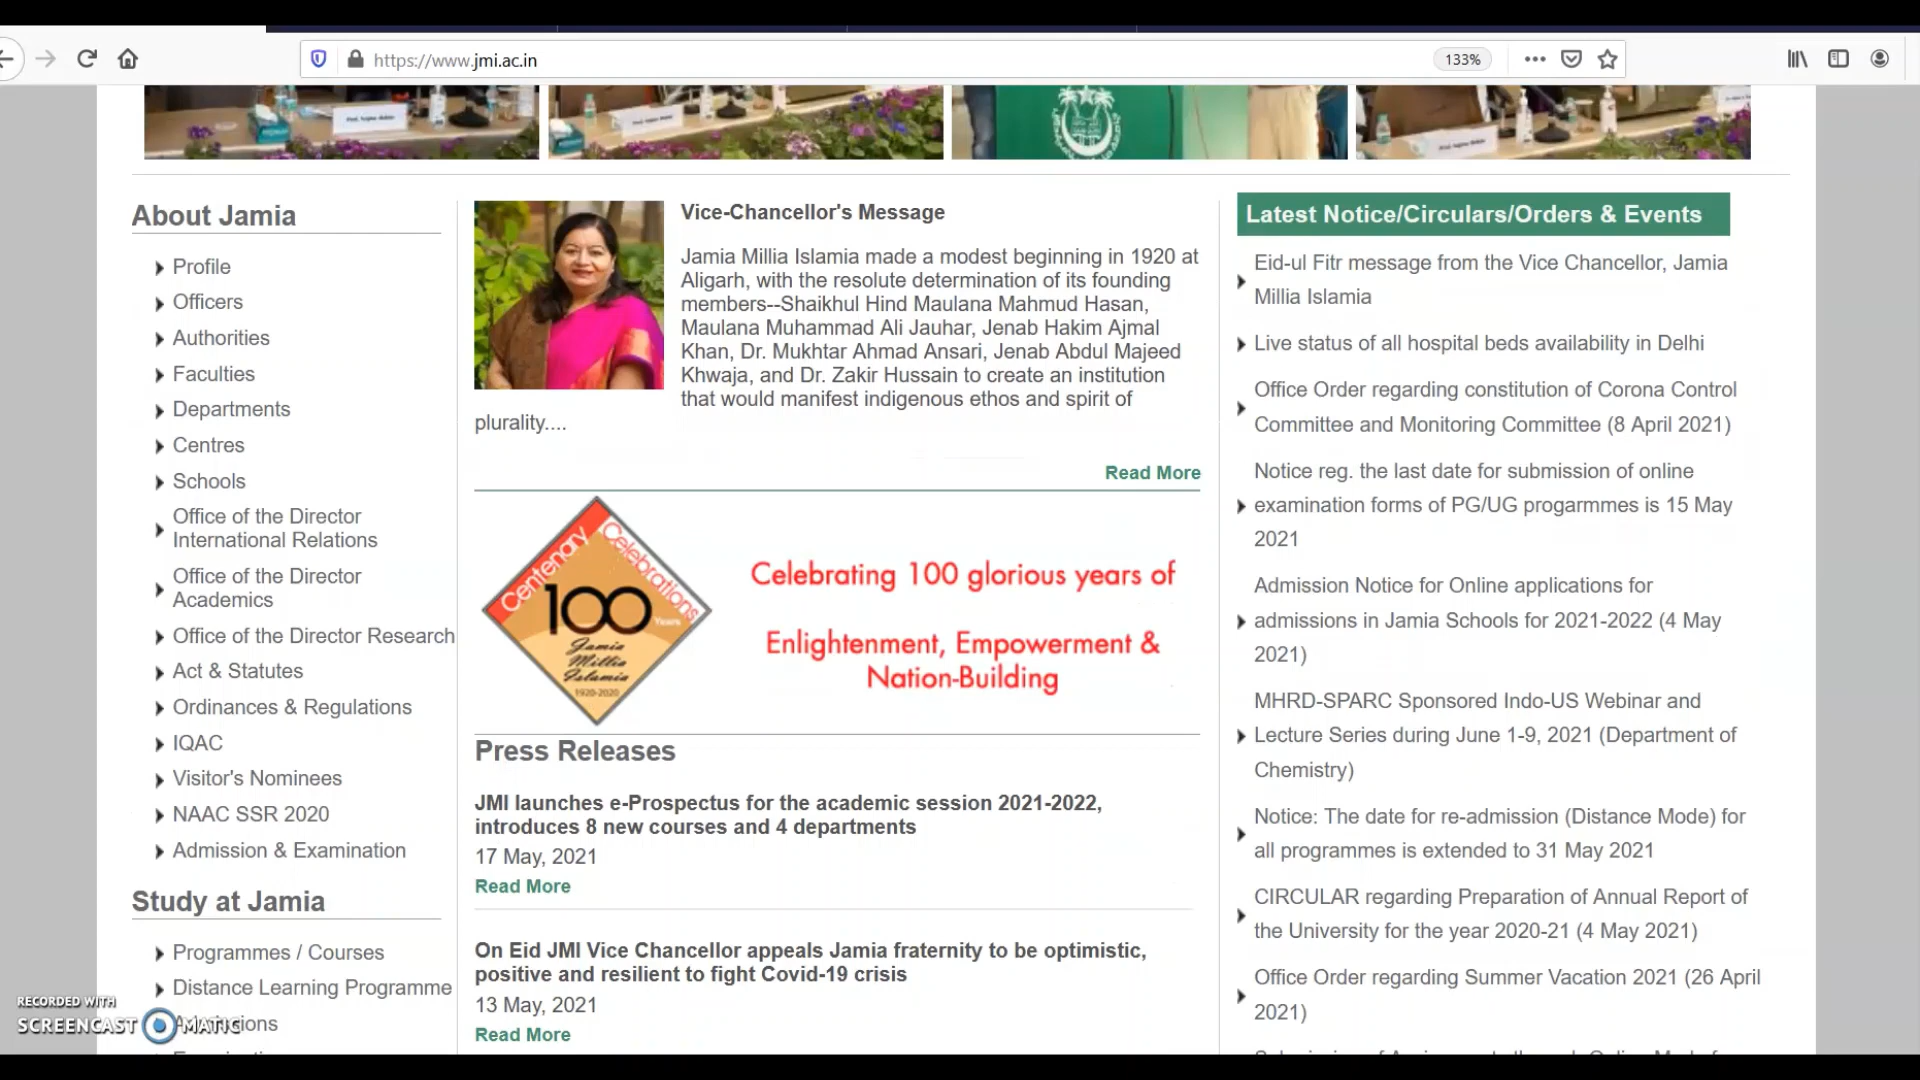 https://www.jmi.ac.in
133%
About Jamia
Profile
Officers
Authorities
Faculties
Departments
Centres
Schools
Office of the Director
International Relations
Office of the Director
Academics
Office of the Director Research
Act & Statutes
Ordinances & Regulations
IQAC
Visitor's Nominees
NAAC SSR 2020
Admission & Examination
Study at Jamia
Programmes / Courses
Distance Learning Programme
Vice-Chancellor's Message
Jamia Millia Islamia made a modest beginning in 1920 at
Aligarh, with the resolute determination of its founding
members--Shaikhul Hind Maulana Mahmud Hasan,
Maulana Muhammad Ali Jauhar, Jenab Hakim Ajmal
Khan, Dr. Mukhtar Ahmad Ansari, Jenab Abdul Majeed
Khwaja, and Dr. Zakir Hussain to create an institution
that would manifest indigenous ethos and spirit of
plurality....
Read More
Centenary Celebrations
100
Years
Jamia
Millia
Islamia
1920-2020
Celebrating 100 glorious years of
Enlightenment, Empowerment &
Nation-Building
Press Releases
JMI launches e-Prospectus for the academic session 2021-2022,
introduces 8 new courses and 4 departments
17 May, 2021
Read More
On Eid JMI Vice Chancellor appeals Jamia fraternity to be optimistic,
positive and resilient to fight Covid-19 crisis
13 May, 2021
Read More
Latest Notice/Circulars/Orders & Events
Eid-ul Fitr message from the Vice Chancellor, Jamia
Millia Islamia
Live status of all hospital beds availability in Delhi
Office Order regarding constitution of Corona Control
Committee and Monitoring Committee (8 April 2021)
Notice reg. the last date for submission of online
examination forms of PG/UG progarmmes is 15 May
2021
Admission Notice for Online applications for
admissions in Jamia Schools for 2021-2022 (4 May
2021)
MHRD-SPARC Sponsored Indo-US Webinar and
Lecture Series during June 1-9, 2021 (Department of
Chemistry)
Notice: The date for re-admission (Distance Mode) for
all programmes is extended to 31 May 2021
CIRCULAR regarding Preparation of Annual Report of
the University for the year 2020-21 (4 May 2021)
Office Order regarding Summer Vacation 2021 (26 April
2021)
RECORDED WITH
SCREENCAST MATIC